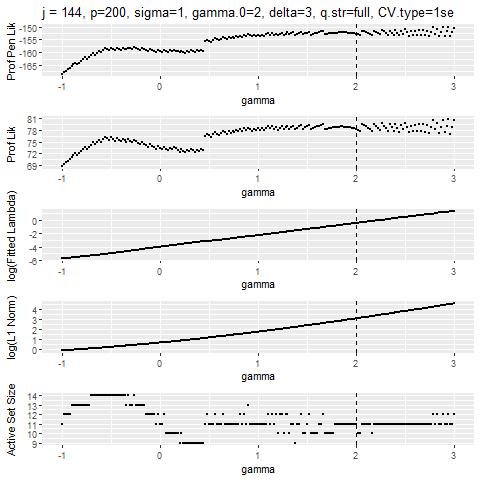 j = 144, p=200, sigma=1, gamma.0=2, delta=3, q.str=full, CV.type=1se
Prof Pen Lik
-150
-155
-160
-165
-1 0 1 2 3
gamma
Prof Lik
81
78
75
72
69
-1 0 1 2 3
gamma
log(Fitted Lambda)
0
-2
-4
-6
-1 0 1 2 3
gamma
log(L1 Norm)
4
3
2
1
0
-1 0 1 2 3
gamma
Active Set Size
14
13
12
11
10
9
-1 0 1 2 3
gamma